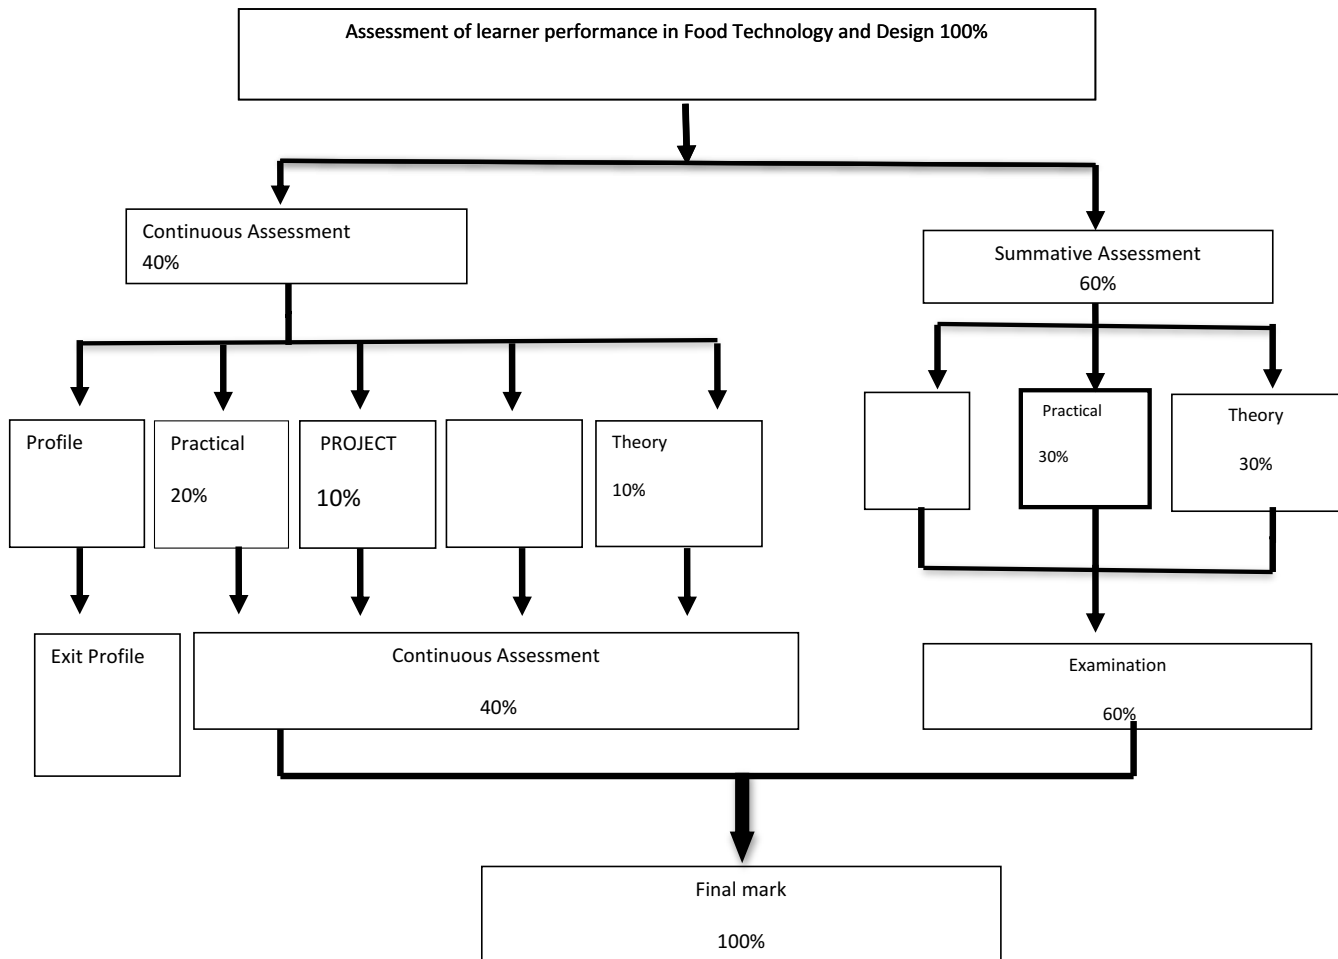 Assessment of learner performance in Food Technology and Design 100%
Continuous Assessment
40%
Summative Assessment
60%
Profile
Practical
20%
PROJECT
10%
Theory
10%
Practical
30%
Theory
30%
Exit Profile
Continuous Assessment
40%
Examination
60%
Final mark
100%